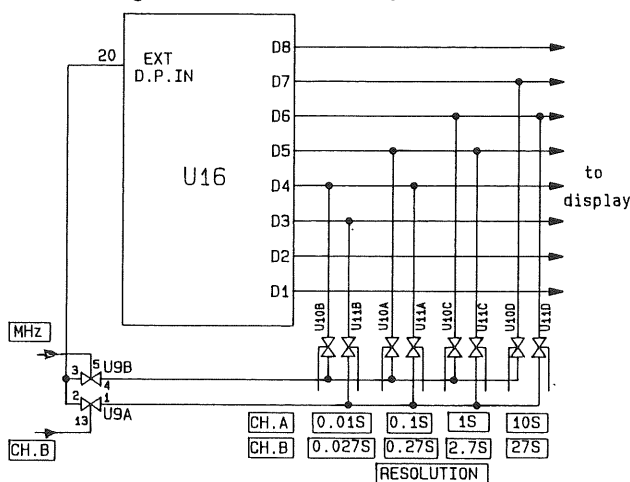 20
EXT
D.P.IN
D8
D7
D6
D5
D4
D3
D2
D1
U16
to
display
U10B
U11B
U10A
U11A
U10C
U11C
U10D
U11D
MHz
3 5 U9B
4
2 1
13 U9A
CH.B
CH.A 0.01S 0.1S 1S 10S
CH.B 0.027S 0.27S 2.7S 27S
RESOLUTION